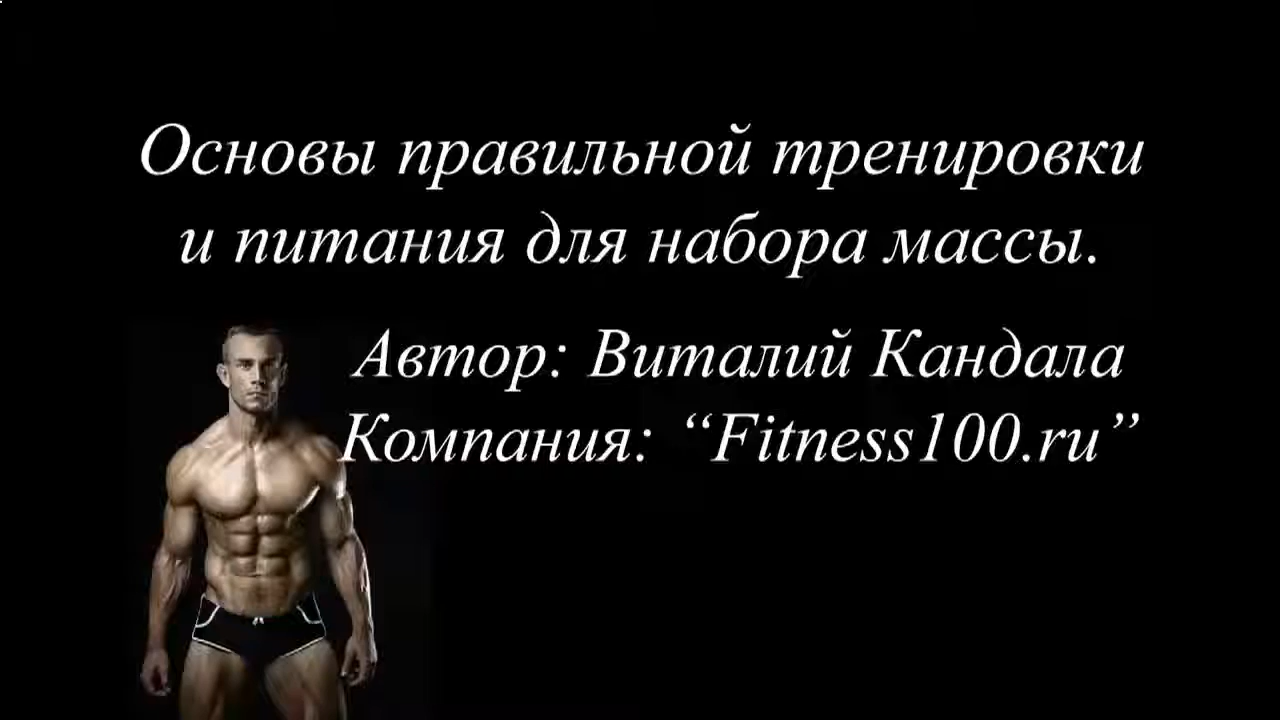 Основы правильной тренировки
и питания для набора массы.
Автор: Виталий Кандала
Компания: “Fitness100.ru”